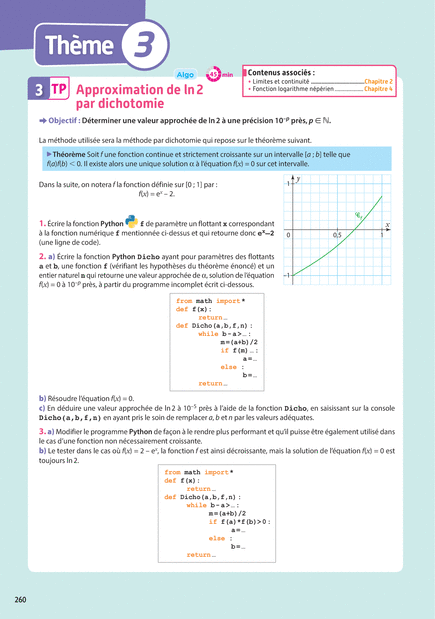 Thème 3
Algo 45 min
Contenus associés :
• Limites et continuité ........ Chapitre 2
• Fonction logarithme népérien ........ Chapitre 4
3 TP Approximation de ln 2
par dichotomie
➡ Objectif : Déterminer une valeur approchée de ln 2 à une précision 10⁻ᵖ près, p ∈ ℕ.
La méthode utilisée sera la méthode par dichotomie qui repose sur le théorème suivant.
▶ Théorème Soit f une fonction continue et strictement croissante sur un intervalle [a ; b] telle que
f(a)f(b) < 0. Il existe alors une unique solution α à l'équation f(x) = 0 sur cet intervalle.
Dans la suite, on notera f la fonction définie sur [0 ; 1] par :
f(x) = eˣ – 2.
1 y
𝒞f
x
0 0,5 1
–1
1. Écrire la fonction Python f de paramètre un flottant x correspondant
à la fonction numérique f mentionnée ci-dessus et qui retourne donc eˣ–2
(une ligne de code).
2. a) Écrire la fonction Python Dicho ayant pour paramètres des flottants
a et b, une fonction f (vérifiant les hypothèses du théorème énoncé) et un
entier naturel n qui retourne une valeur approchée de α, solution de l'équation
f(x) = 0 à 10⁻ᵖ près, à partir du programme incomplet écrit ci-dessous.
from math import*
def f(x):
return…
def Dicho(a,b,f,n):
while b-a>…:
m=(a+b)/2
if f(m)…:
a=…
else :
b=…
return…
b) Résoudre l'équation f(x) = 0.
c) En déduire une valeur approchée de ln 2 à 10⁻⁵ près à l'aide de la fonction Dicho, en saisissant sur la console
Dicho(a,b,f,n) en ayant pris le soin de remplacer a, b et n par les valeurs adéquates.
3. a) Modifier le programme Python de façon à le rendre plus performant et qu'il puisse être également utilisé dans
le cas d'une fonction non nécessairement croissante.
b) Le tester dans le cas où f(x) = 2 – eˣ, la fonction f est ainsi décroissante, mais la solution de l'équation f(x) = 0 est
toujours ln 2.
from math import*
def f(x):
return…
def Dicho(a,b,f,n):
while b-a>…:
m=(a+b)/2
if f(a)*f(b)>0 :
a=…
else :
b=…
return…
260